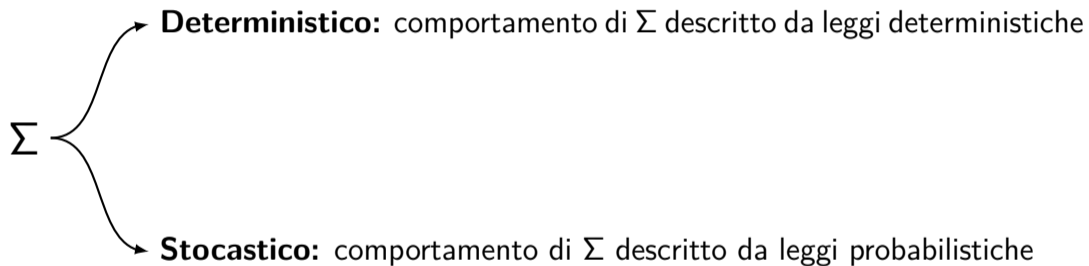 Deterministico: comportamento di Σ descritto da leggi deterministiche
Σ
Stocastico: comportamento di Σ descritto da leggi probabilistiche